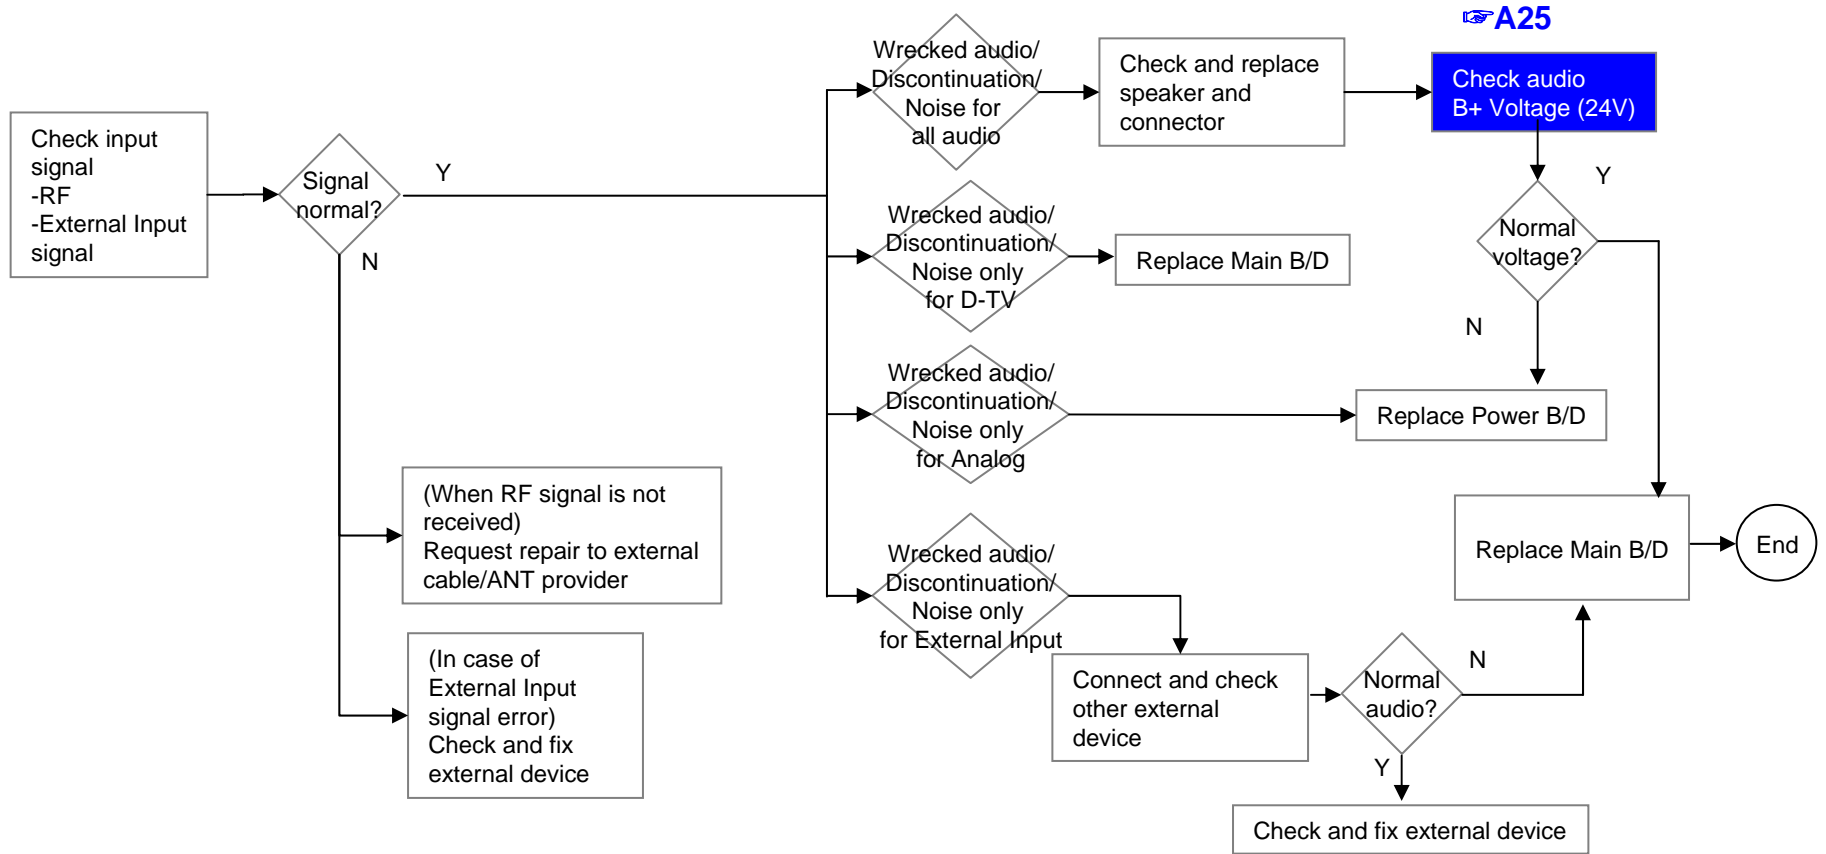 ☞A25
Check input
signal
-RF
-External Input
signal
Signal
normal?
Y
N
(When RF signal is not
received)
Request repair to external
cable/ANT provider
(In case of
External Input
signal error)
Check and fix
external device
Wrecked audio/
Discontinuation/
Noise for
all audio
Check and replace
speaker and
connector
Check audio
B+ Voltage (24V)
Normal
voltage?
Y
N
Wrecked audio/
Discontinuation/
Noise only
for D-TV
Replace Main B/D
Wrecked audio/
Discontinuation/
Noise only
for Analog
Replace Power B/D
Wrecked audio/
Discontinuation/
Noise only
for External Input
Connect and check
other external
device
Normal
audio?
N
Y
Replace Main B/D
End
Check and fix external device